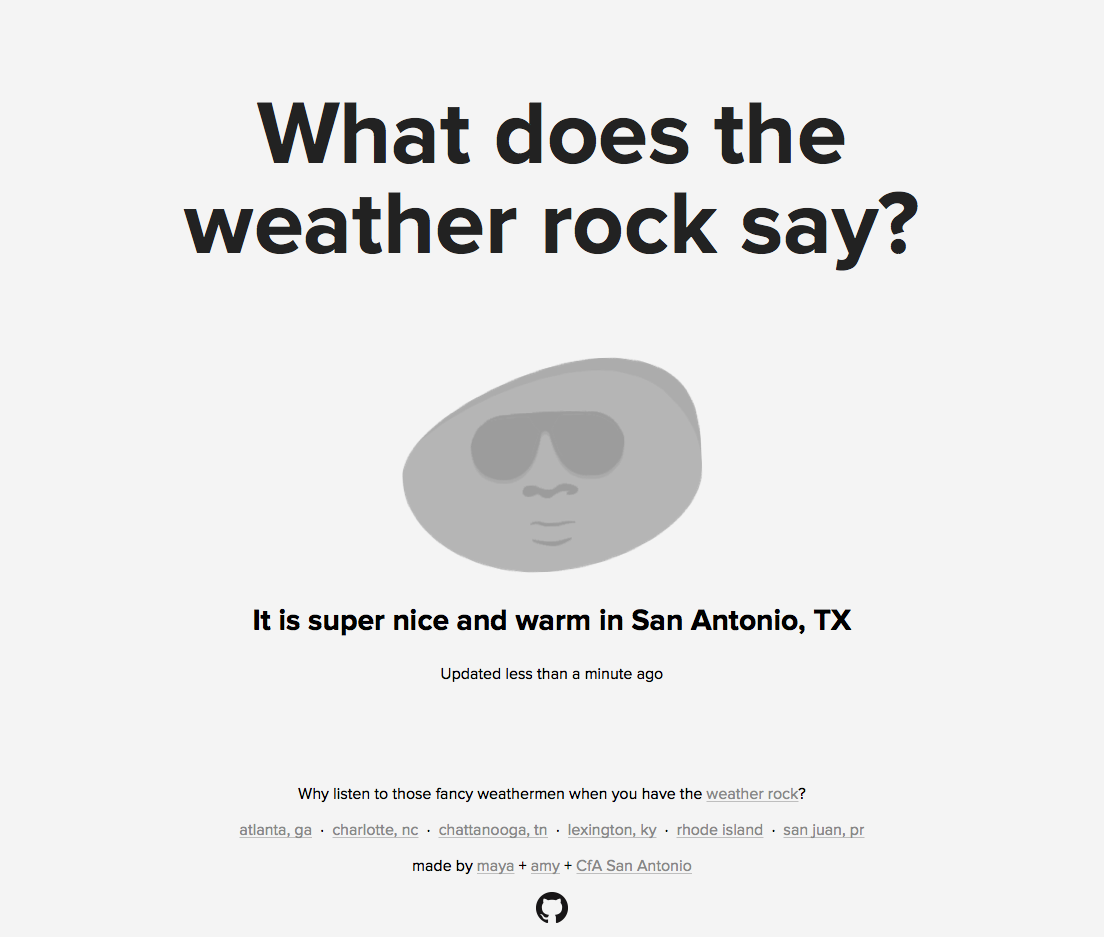 What does the
weather rock say?
It is super nice and warm in San Antonio, TX
Updated less than a minute ago
Why listen to those fancy weathermen when you have the weather rock?
atlanta, ga · charlotte, nc · chattanooga, tn · lexington, ky · rhode island · san juan, pr
made by maya + amy + CfA San Antonio